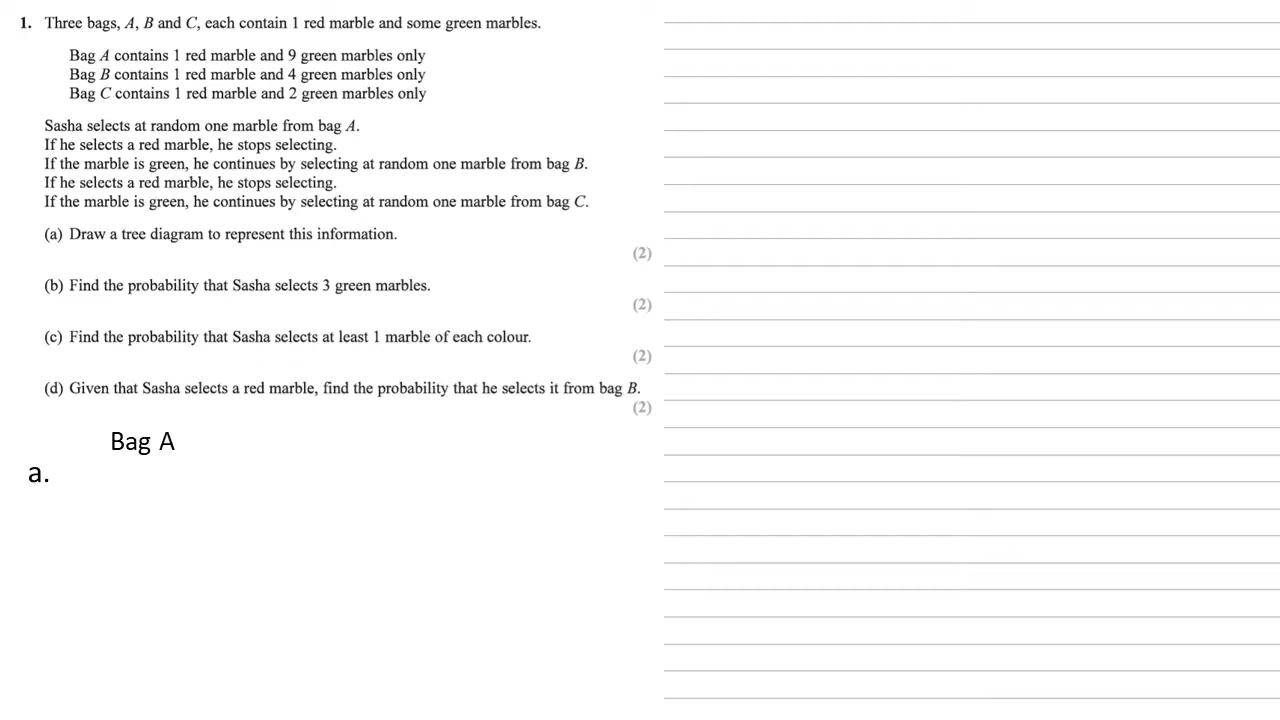 1. Three bags, A, B and C, each contain 1 red marble and some green marbles.
Bag A contains 1 red marble and 9 green marbles only
Bag B contains 1 red marble and 4 green marbles only
Bag C contains 1 red marble and 2 green marbles only
Sasha selects at random one marble from bag A.
If he selects a red marble, he stops selecting.
If the marble is green, he continues by selecting at random one marble from bag B.
If he selects a red marble, he stops selecting.
If the marble is green, he continues by selecting at random one marble from bag C.
(a) Draw a tree diagram to represent this information.
(2)
(b) Find the probability that Sasha selects 3 green marbles.
(2)
(c) Find the probability that Sasha selects at least 1 marble of each colour.
(2)
(d) Given that Sasha selects a red marble, find the probability that he selects it from bag B.
(2)
Bag A
a.